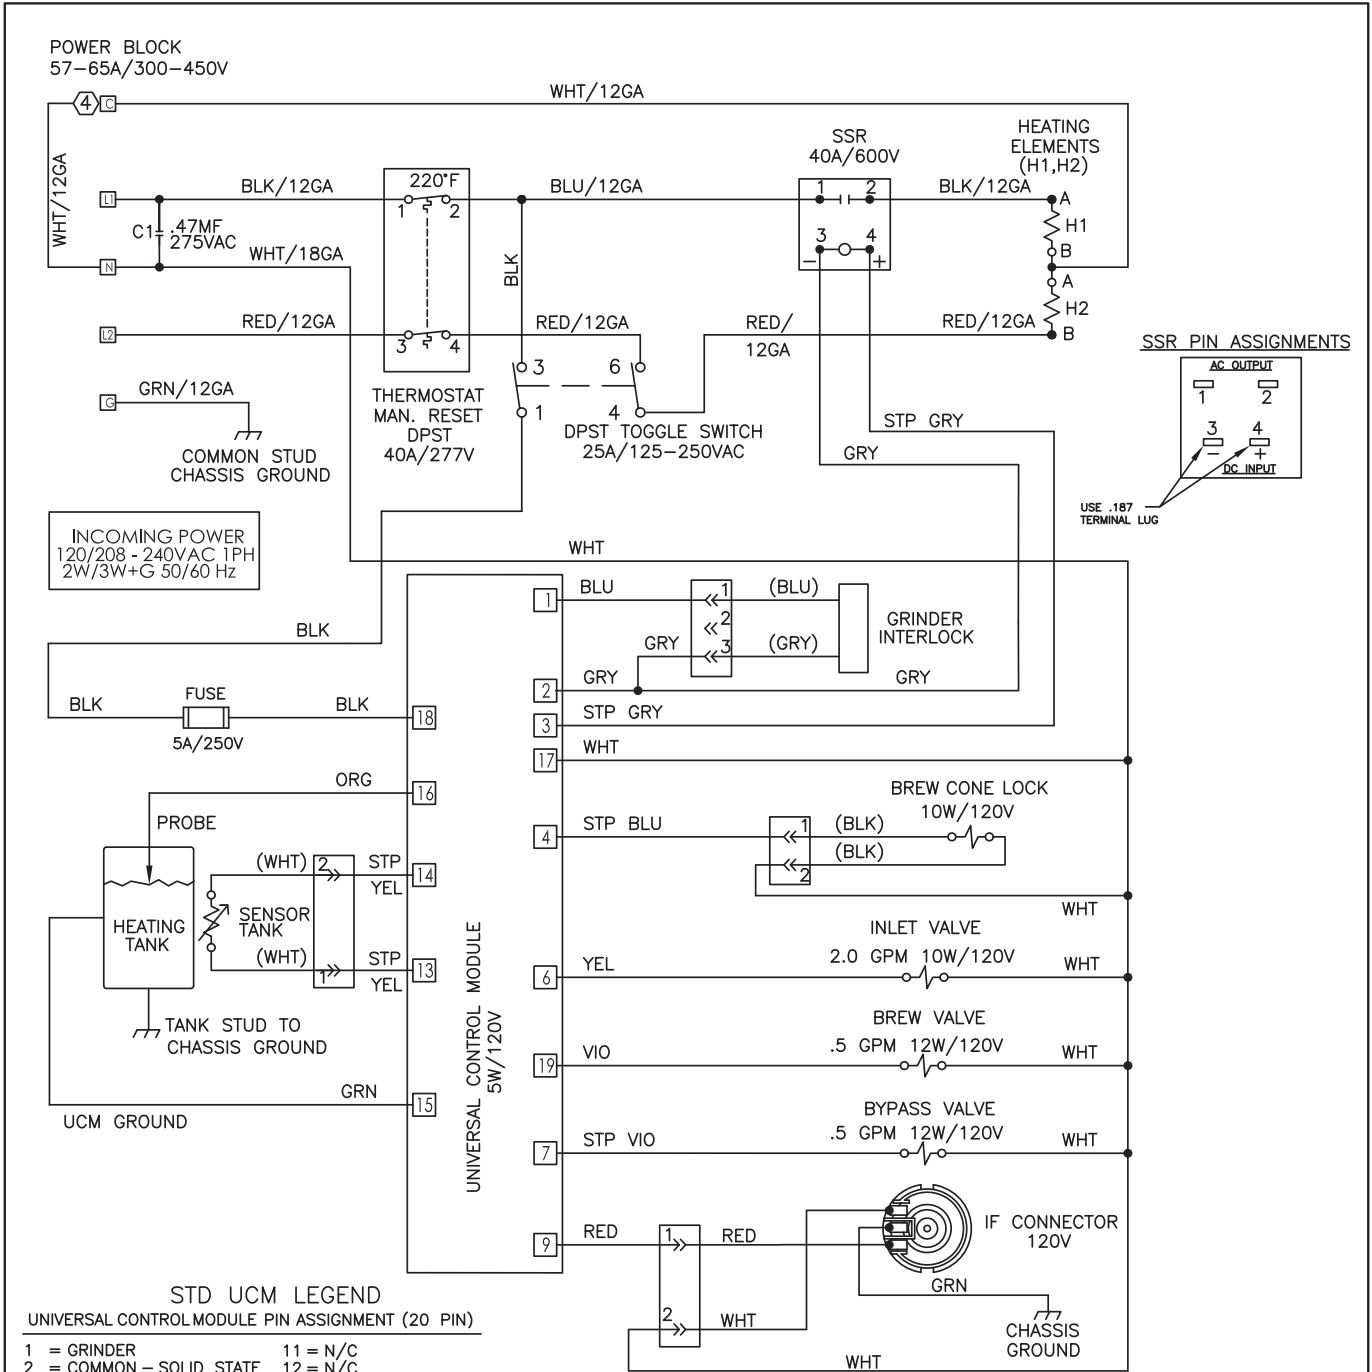 POWER BLOCK
57-65A/300-450V
4
C
WHT/12GA
WHT/12GA
L1
BLK/12GA
C1
.47MF
275VAC
N
WHT/18GA
L2
RED/12GA
G
GRN/12GA
COMMON STUD
CHASSIS GROUND
220°F
1
2
3
4
THERMOSTAT
MAN. RESET
DPST
40A/277V
BLU/12GA
BLK
RED/12GA
3
1
6
4
DPST TOGGLE SWITCH
25A/125-250VAC
SSR
40A/600V
1 2
3 4
- +
BLK/12GA
HEATING
ELEMENTS
(H1,H2)
A
H1
B
A
H2
B
RED/
12GA
RED/12GA
STP GRY
GRY
SSR PIN ASSIGNMENTS
AC OUTPUT
1 2
3 4
- +
DC INPUT
USE .187
TERMINAL LUG
INCOMING POWER
120/208 - 240VAC 1PH
2W/3W+G 50/60 Hz
WHT
BLK
BLK
FUSE
5A/250V
BLK
18
ORG
16
PROBE
HEATING
TANK
SENSOR
TANK
(WHT)
2
STP
YEL
14
(WHT)
1
STP
YEL
13
TANK STUD TO
CHASSIS GROUND
GRN
15
UCM GROUND
UNIVERSAL CONTROL MODULE
5W/120V
1
BLU
1
(BLU)
2
GRY
3
(GRY)
GRINDER
INTERLOCK
2
GRY
GRY
3
STP GRY
17
WHT
BREW CONE LOCK
10W/120V
4
STP BLU
1
(BLK)
(BLK)
2
WHT
INLET VALVE
2.0 GPM 10W/120V
6
YEL
WHT
BREW VALVE
.5 GPM 12W/120V
19
VIO
WHT
BYPASS VALVE
.5 GPM 12W/120V
7
STP VIO
WHT
9
RED
1
RED
IF CONNECTOR
120V
GRN
CHASSIS
GROUND
2
WHT
WHT
STD UCM LEGEND
UNIVERSAL CONTROL MODULE PIN ASSIGNMENT (20 PIN)
1 = GRINDER 11 = N/C
2 = COMMON - SOLID STATE 12 = N/C